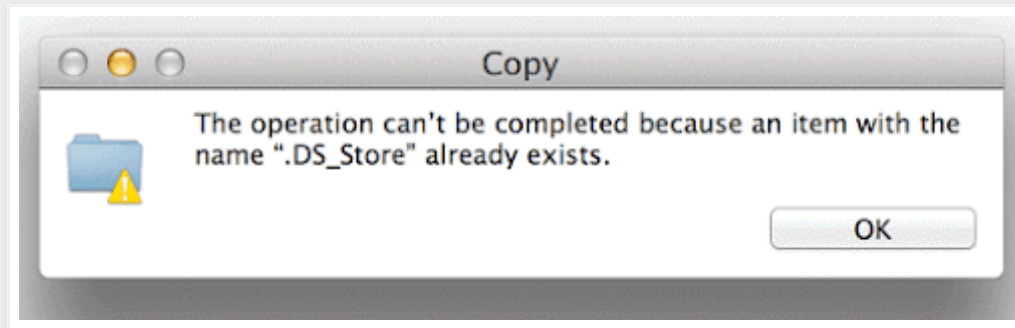 Copy
The operation can't be completed because an item with the
name “.DS_Store” already exists.
OK